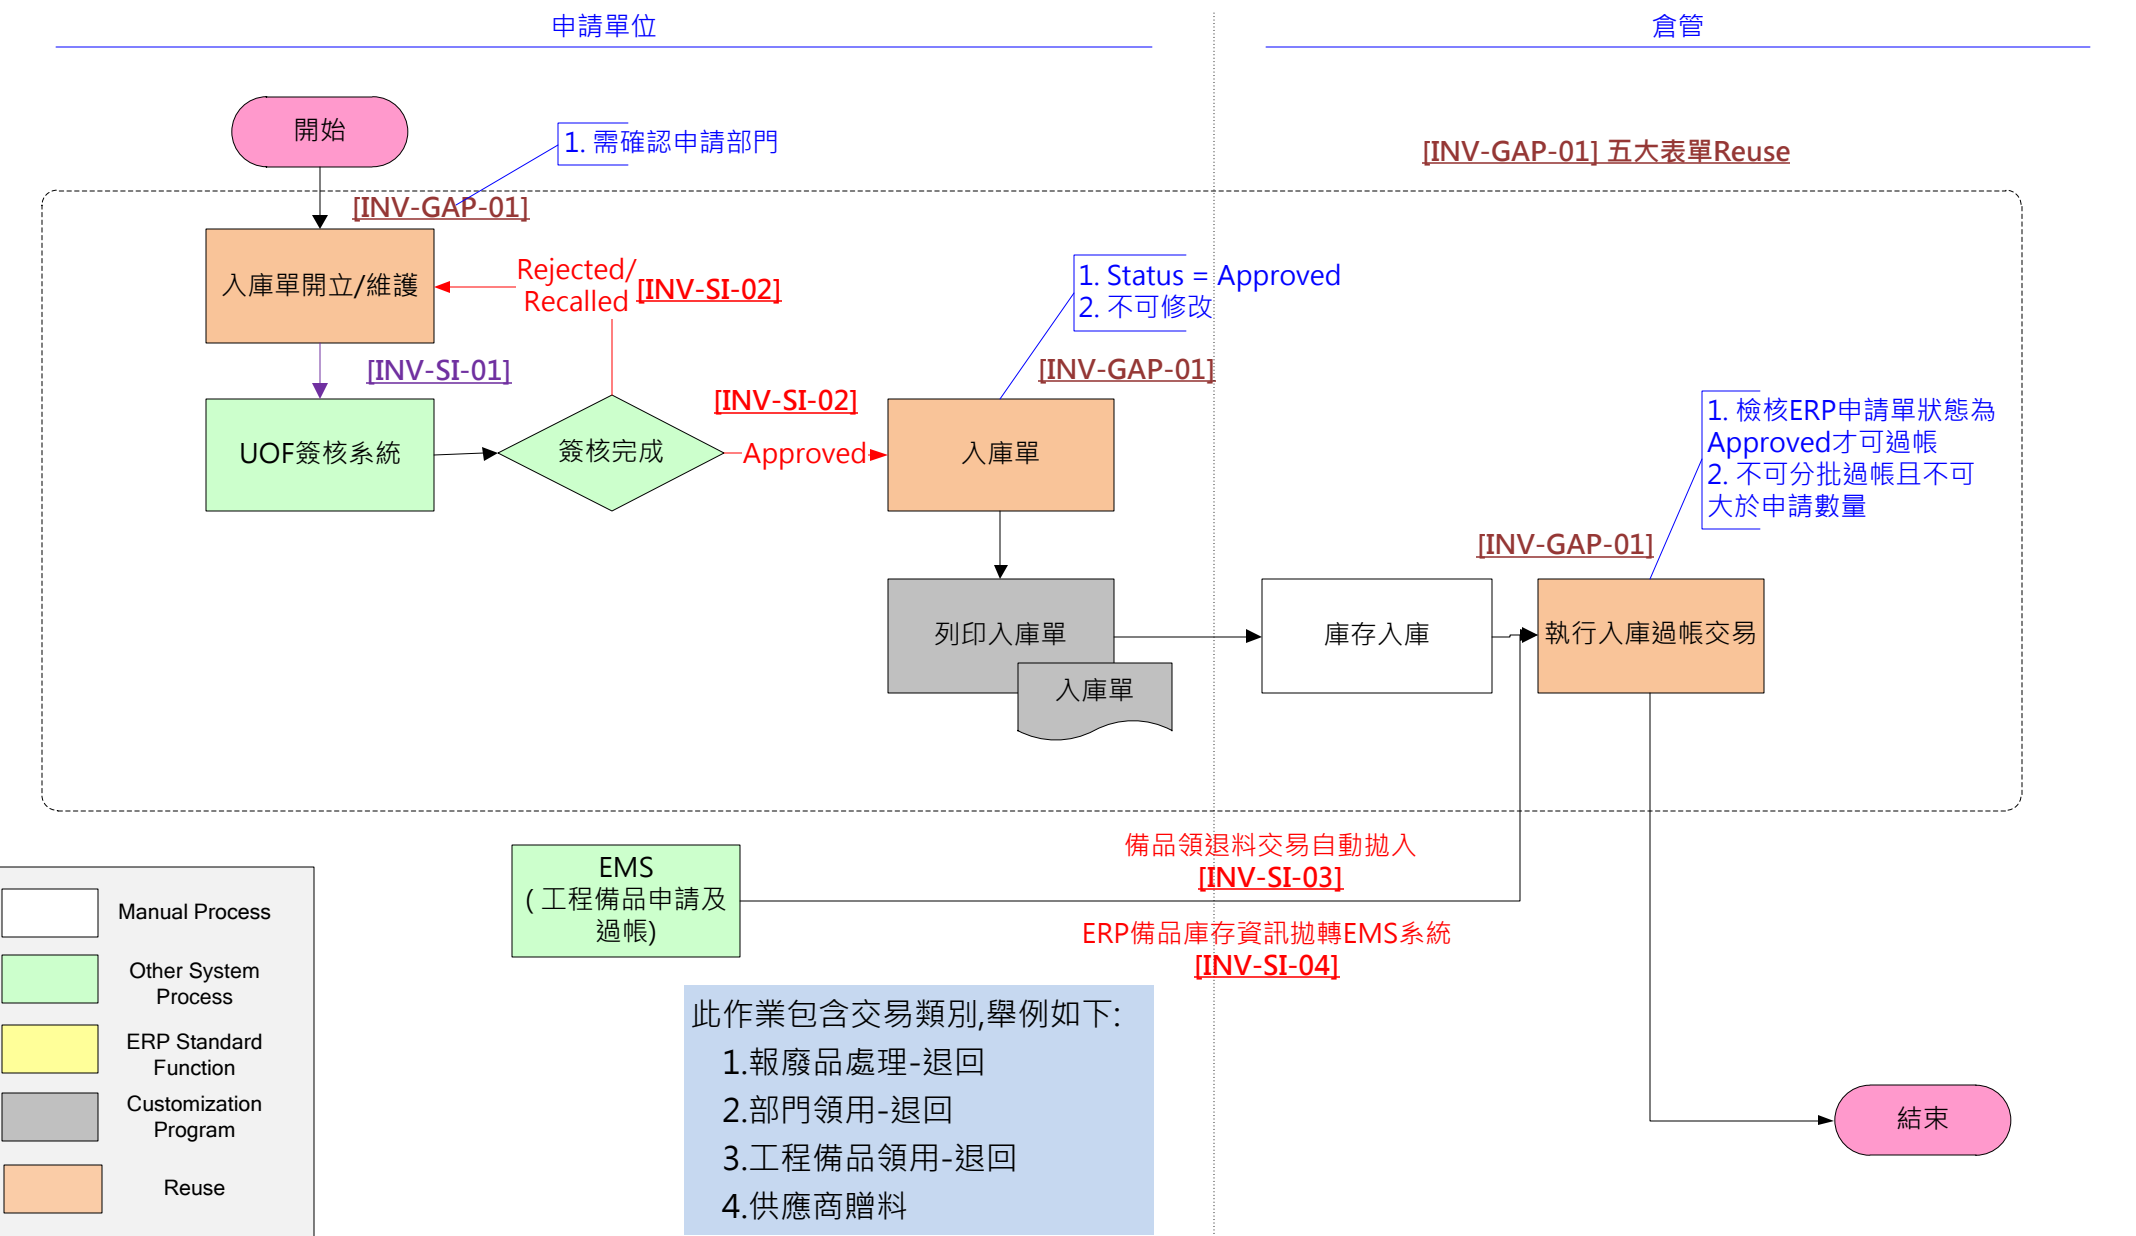 申請單位
倉管
開始
1. 需確認申請部門
[INV-GAP-01] 五大表單Reuse
[INV-GAP-01]
入庫單開立/維護
Rejected/
Recalled
[INV-SI-02]
1. Status = Approved
2. 不可修改
[INV-SI-01]
[INV-GAP-01]
[INV-SI-02]
UOF簽核系統
簽核完成
Approved
入庫單
1. 檢核ERP申請單狀態為
Approved才可過帳
2. 不可分批過帳且不可
大於申請數量
[INV-GAP-01]
列印入庫單
入庫單
庫存入庫
執行入庫過帳交易
備品領退料交易自動拋入
[INV-SI-03]
EMS
( 工程備品申請及
過帳)
ERP備品庫存資訊拋轉EMS系統
[INV-SI-04]
Manual Process
Other System
Process
ERP Standard
Function
Customization
Program
Reuse
此作業包含交易類別,舉例如下:
1.報廢品處理-退回
2.部門領用-退回
3.工程備品領用-退回
4.供應商贈料
結束